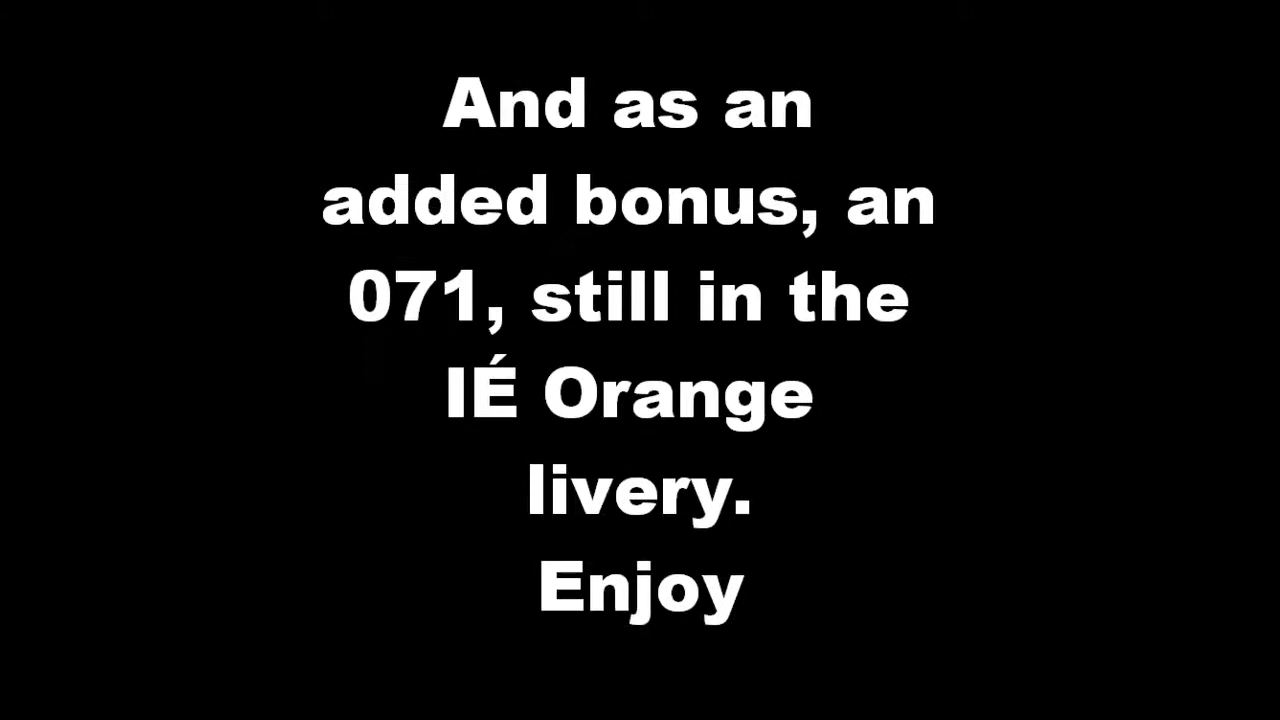 And as an
added bonus, an
071, still in the
IÉ Orange
livery.
Enjoy